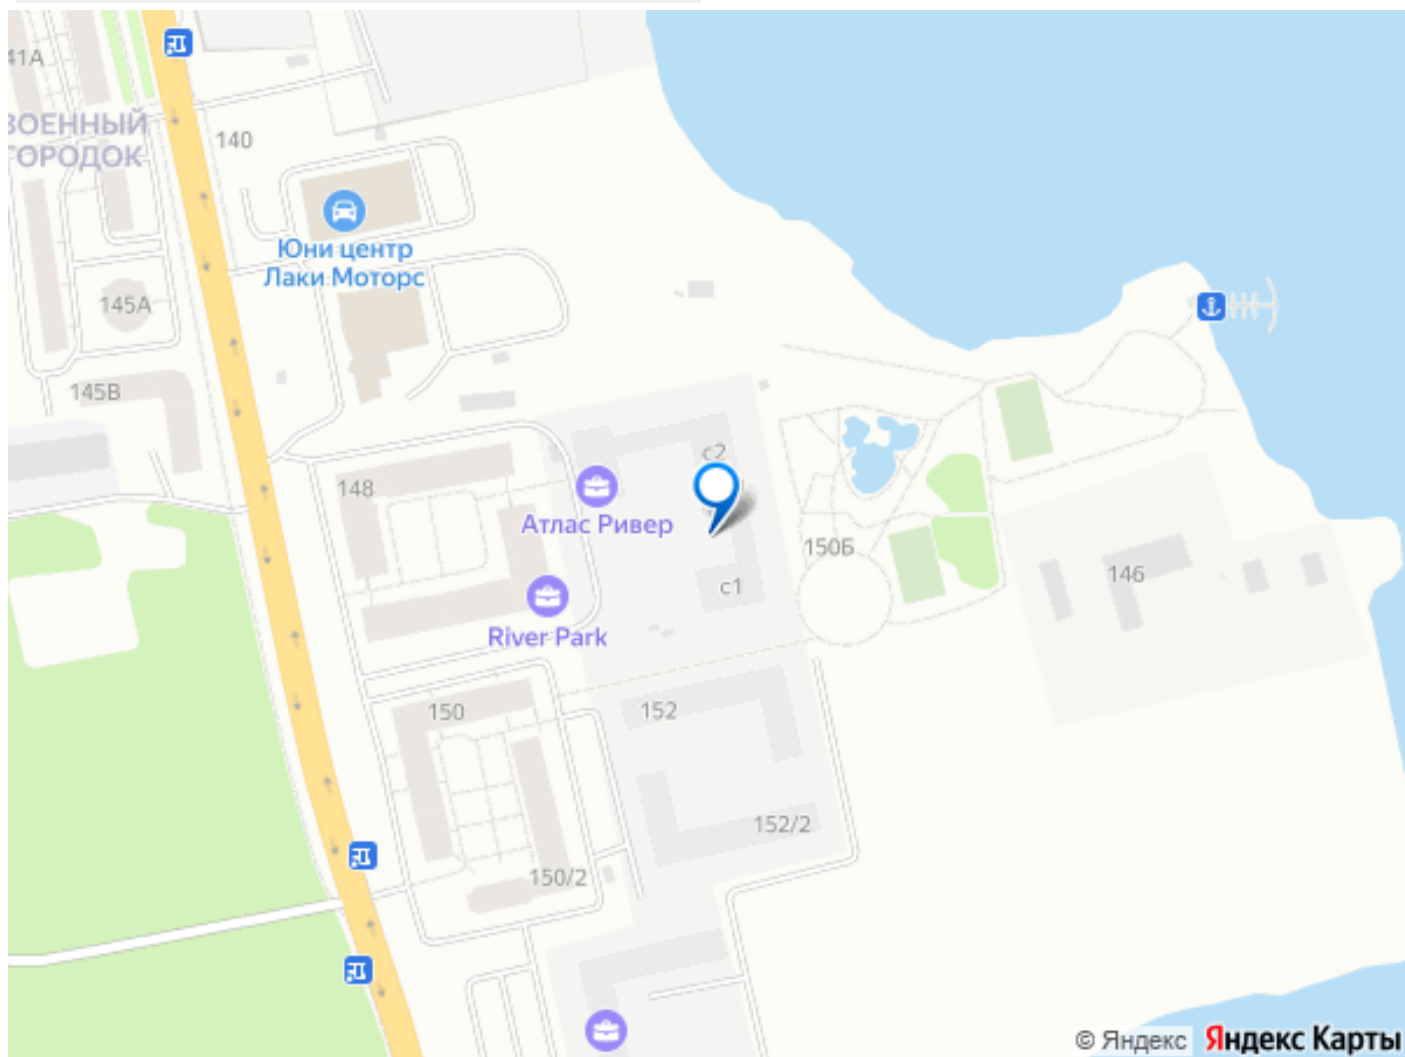 41А
ВОЕННЫЙ
ГОРОДОК
140
Юни центр
Лаки Моторс
145А
145В
148
с2
Атлас Ривер
150Б
146
с1
River Park
150
152
152/2
150/2
© Яндекс Яндекс Карты